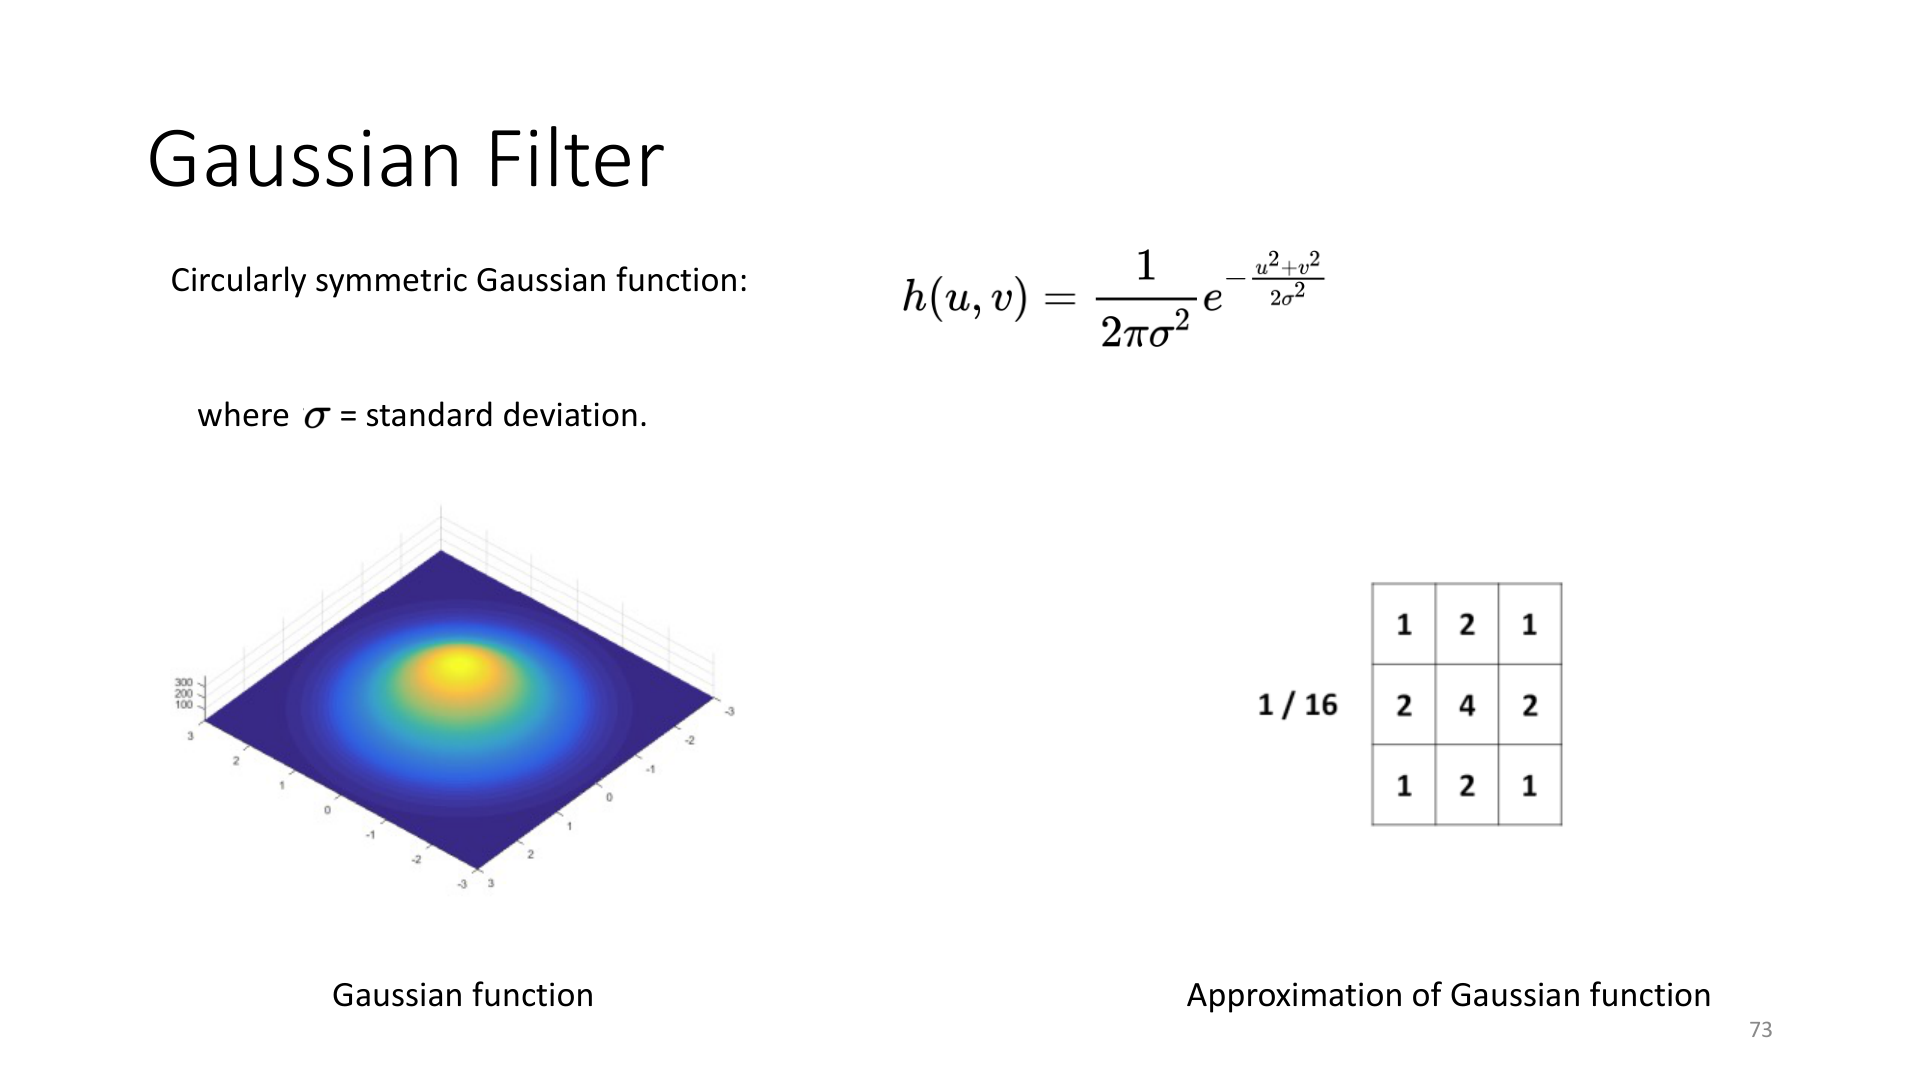 Gaussian Filter
Circularly symmetric Gaussian function:
h(u, v) = \frac{1}{2\pi\sigma^2} e^{-\frac{u^2+v^2}{2\sigma^2}}
where σ = standard deviation.
300
200
100
3
2
1
0
-1
-2
-3
3
2
1
0
-1
-2
-3
1 / 16
1 2 1
2 4 2
1 2 1
Gaussian function
Approximation of Gaussian function
73